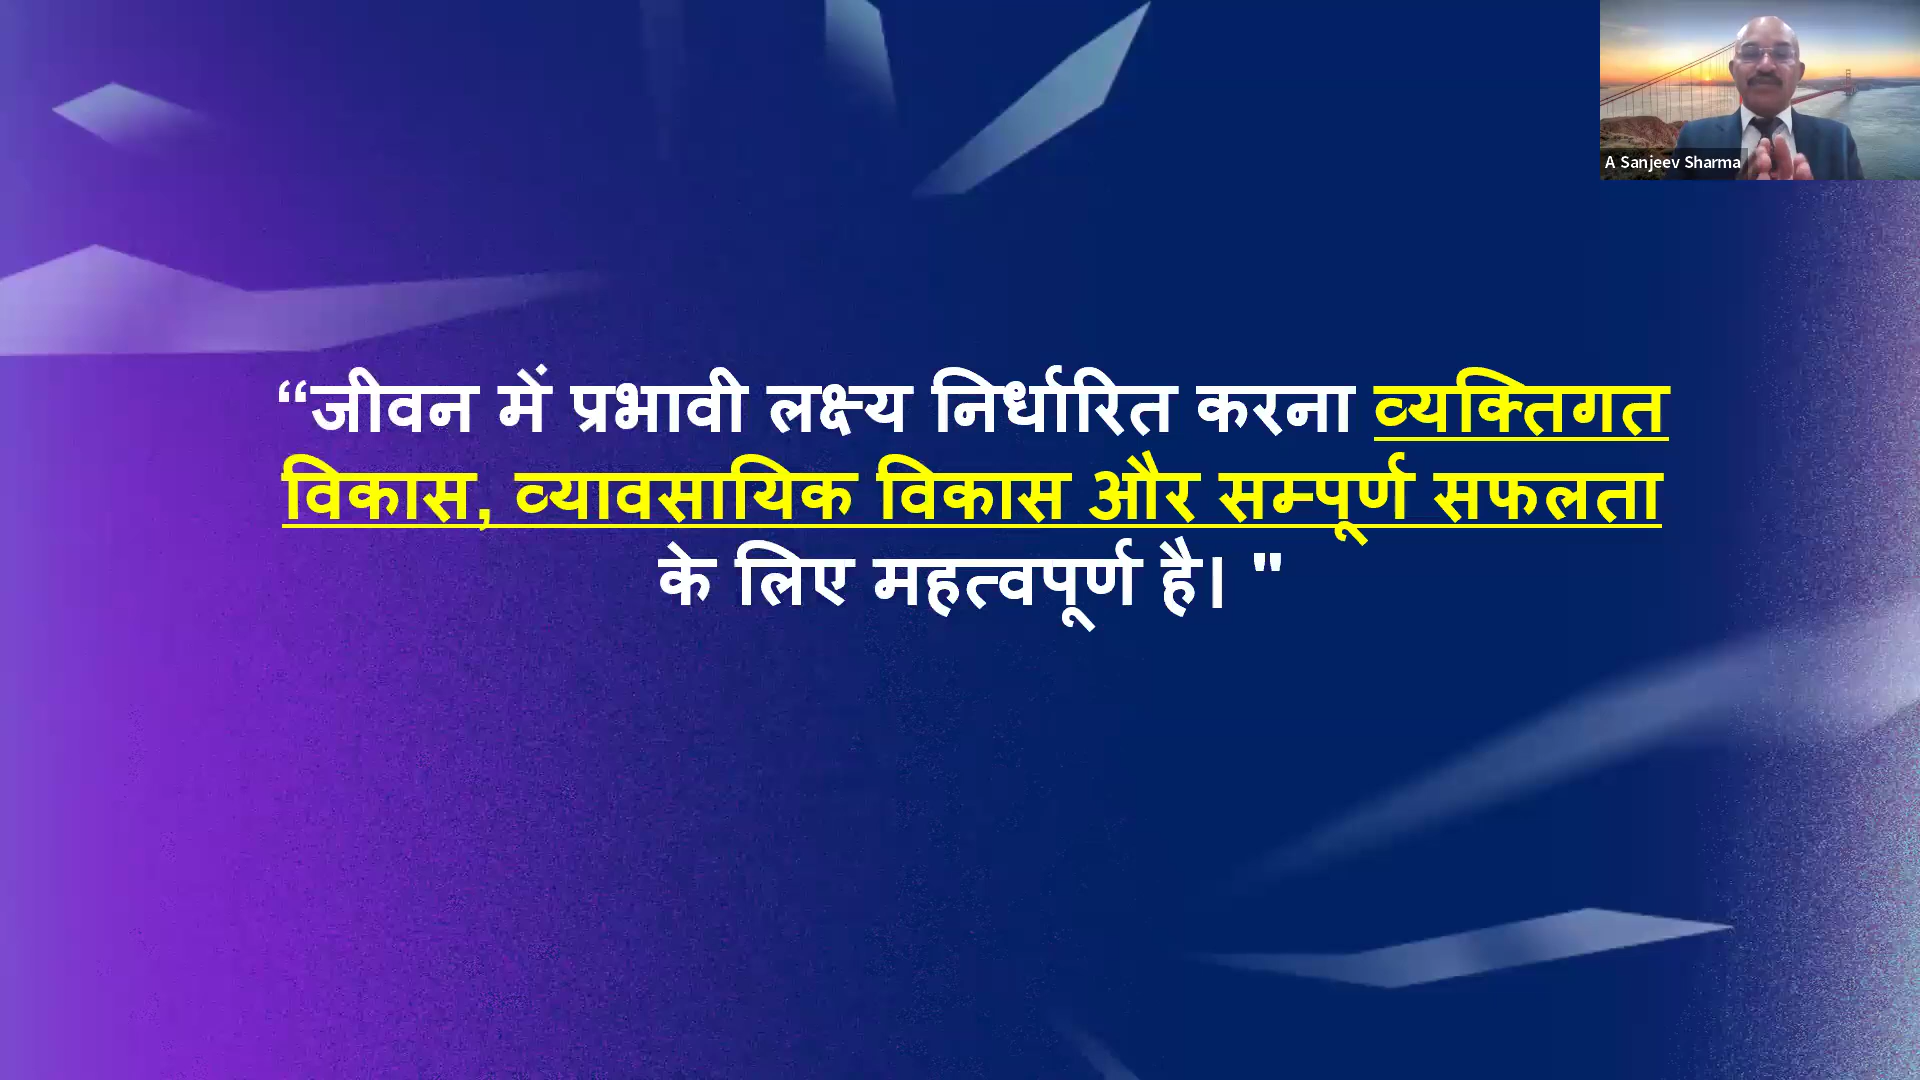 A Sanjeev Sharma
“जीवन में प्रभावी लक्ष्य निर्धारित करना व्यक्तिगत
विकास, व्यावसायिक विकास और सम्पूर्ण सफलता
के लिए महत्वपूर्ण है। "